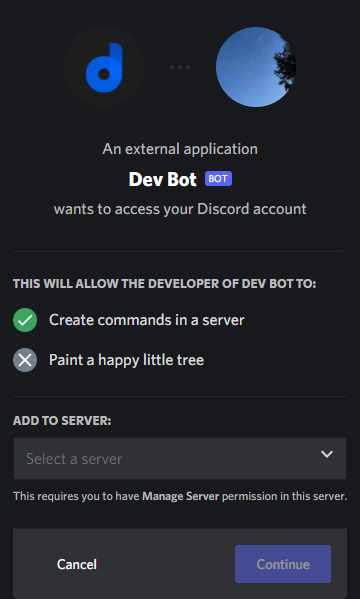 An external application
Dev Bot BOT
wants to access your Discord account
THIS WILL ALLOW THE DEVELOPER OF DEV BOT TO:
Create commands in a server
Paint a happy little tree
ADD TO SERVER:
Select a server
This requires you to have Manage Server permission in this server.
Cancel Continue